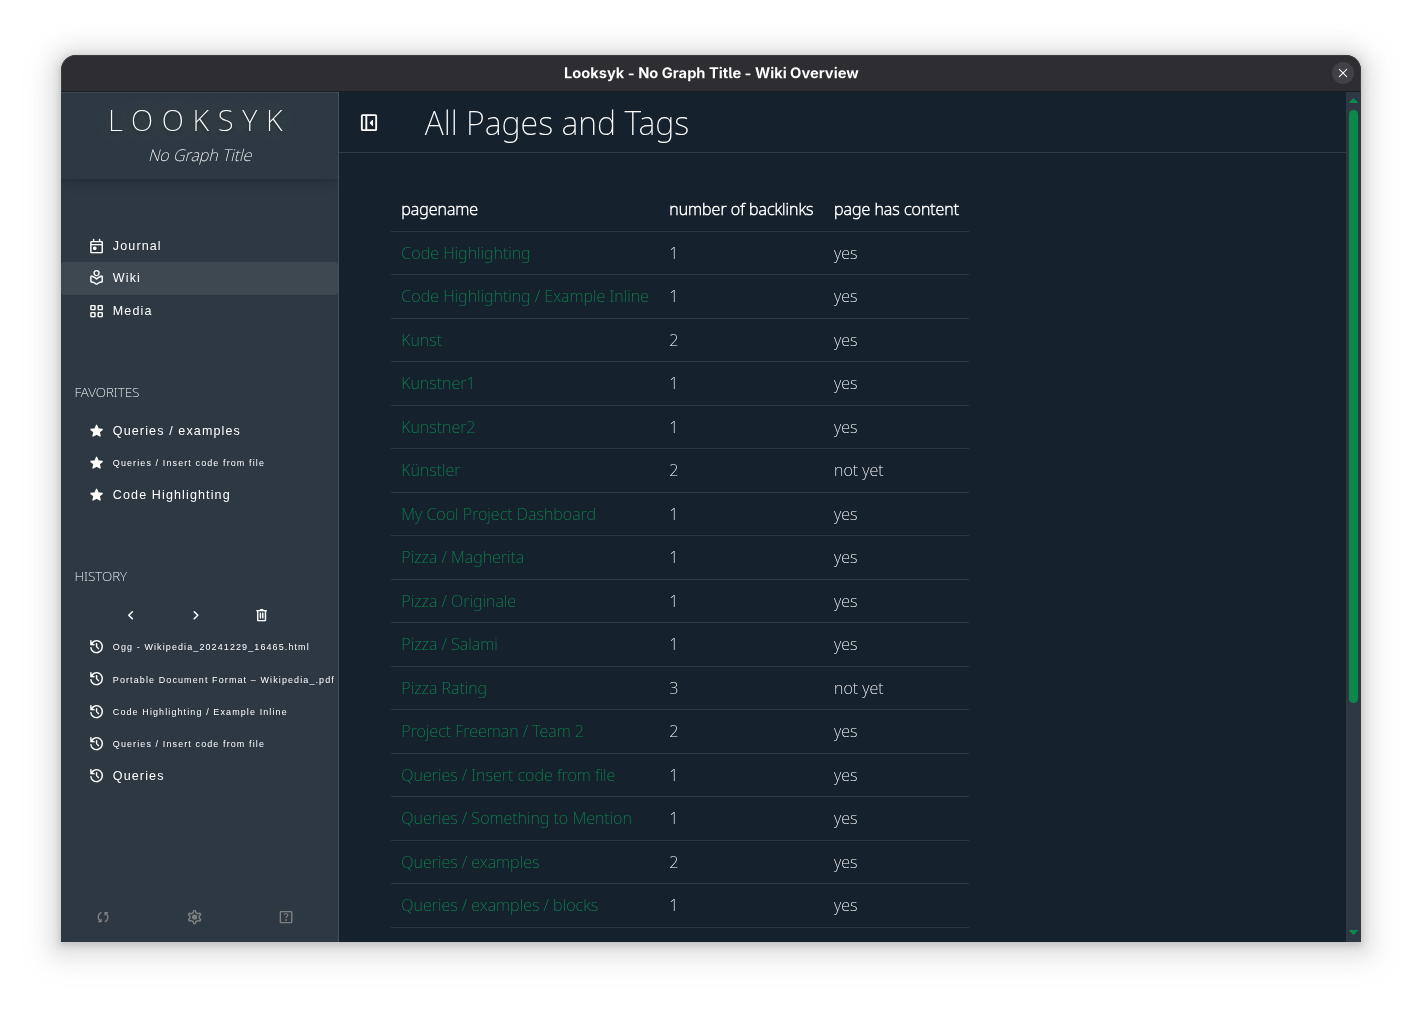 Looksyk - No Graph Title - Wiki Overview
LOOKSYK
No Graph Title
Journal
Wiki
Media
FAVORITES
Queries / examples
Queries / Insert code from file
Code Highlighting
HISTORY
Ogg - Wikipedia_20241229_16465.html
Portable Document Format – Wikipedia_.pdf
Code Highlighting / Example Inline
Queries / Insert code from file
Queries
All Pages and Tags
pagename number of backlinks page has content
Code Highlighting 1 yes
Code Highlighting / Example Inline 1 yes
Kunst 2 yes
Kunstner1 1 yes
Kunstner2 1 yes
Künstler 2 not yet
My Cool Project Dashboard 1 yes
Pizza / Magherita 1 yes
Pizza / Originale 1 yes
Pizza / Salami 1 yes
Pizza Rating 3 not yet
Project Freeman / Team 2 2 yes
Queries / Insert code from file 1 yes
Queries / Something to Mention 1 yes
Queries / examples 2 yes
Queries / examples / blocks 1 yes